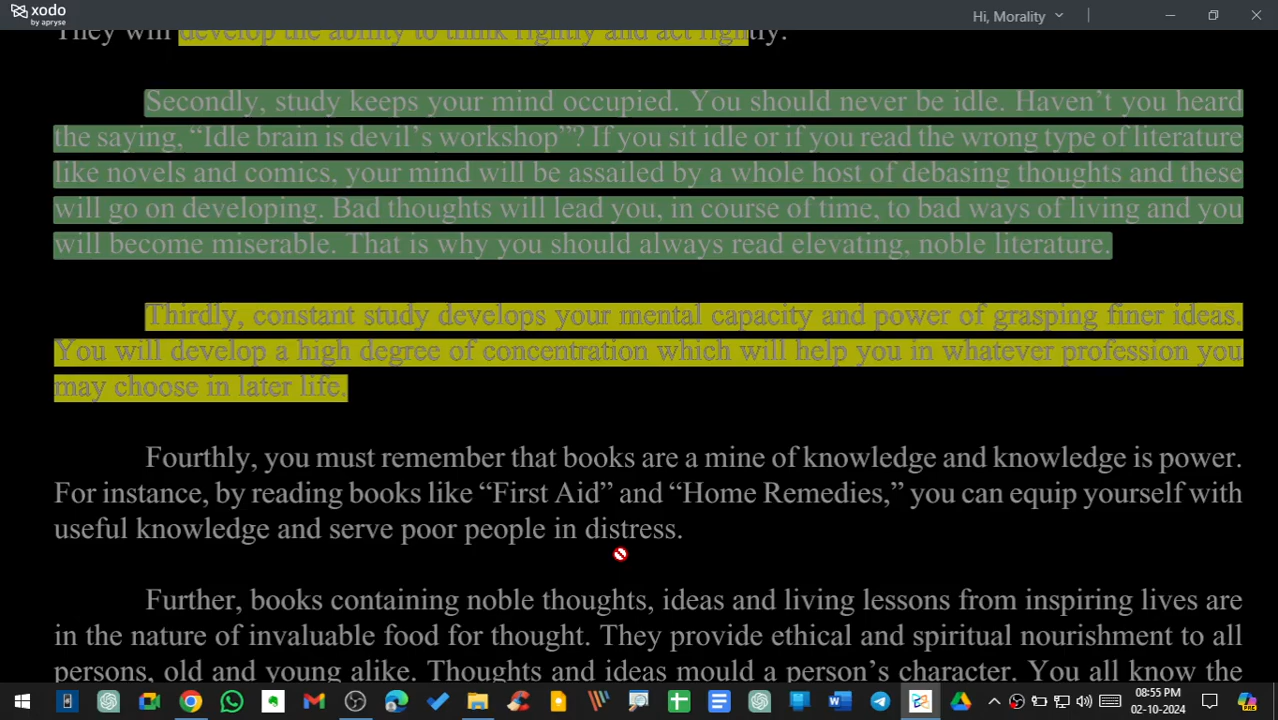 xodo
by apryse
Hi, Morality
They will develop the ability to think rightly and act rightly.
Secondly, study keeps your mind occupied. You should never be idle. Haven’t you heard
the saying, “Idle brain is devil’s workshop”? If you sit idle or if you read the wrong type of literature
like novels and comics, your mind will be assailed by a whole host of debasing thoughts and these
will go on developing. Bad thoughts will lead you, in course of time, to bad ways of living and you
will become miserable. That is why you should always read elevating, noble literature.
Thirdly, constant study develops your mental capacity and power of grasping finer ideas.
You will develop a high degree of concentration which will help you in whatever profession you
may choose in later life.
Fourthly, you must remember that books are a mine of knowledge and knowledge is power.
For instance, by reading books like “First Aid” and “Home Remedies,” you can equip yourself with
useful knowledge and serve poor people in distress.
Further, books containing noble thoughts, ideas and living lessons from inspiring lives are
in the nature of invaluable food for thought. They provide ethical and spiritual nourishment to all
persons, old and young alike. Thoughts and ideas mould a person’s character. You all know the
08:55 PM
02-10-2024